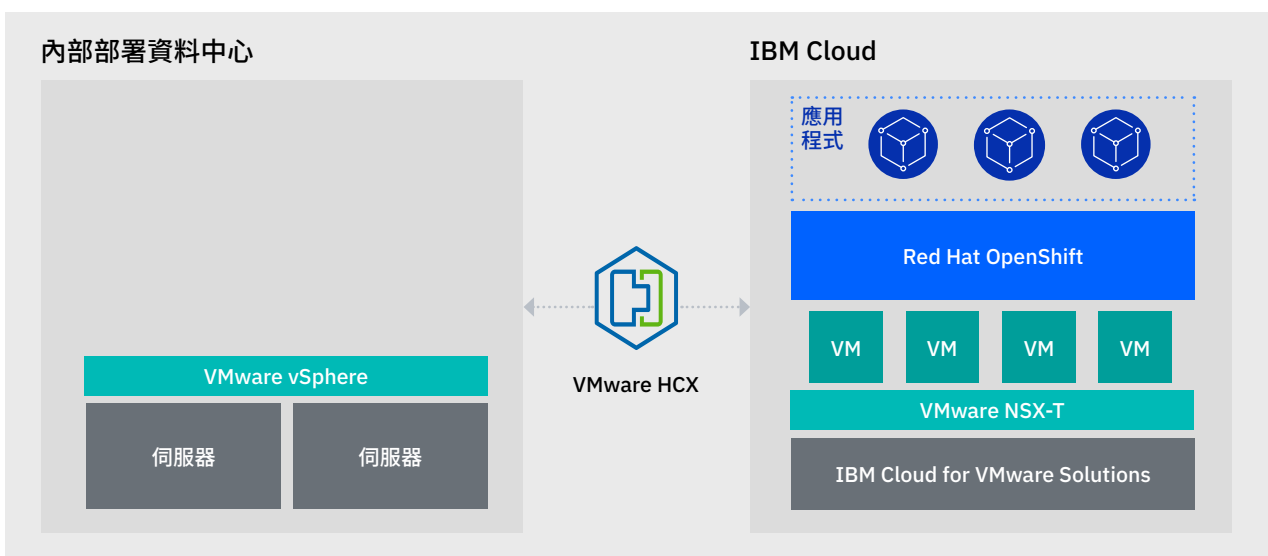 內部部署資料中心
VMware vSphere
伺服器
伺服器
VMware HCX
IBM Cloud
應用
程式
Red Hat OpenShift
VM
VM
VM
VM
VMware NSX-T
IBM Cloud for VMware Solutions